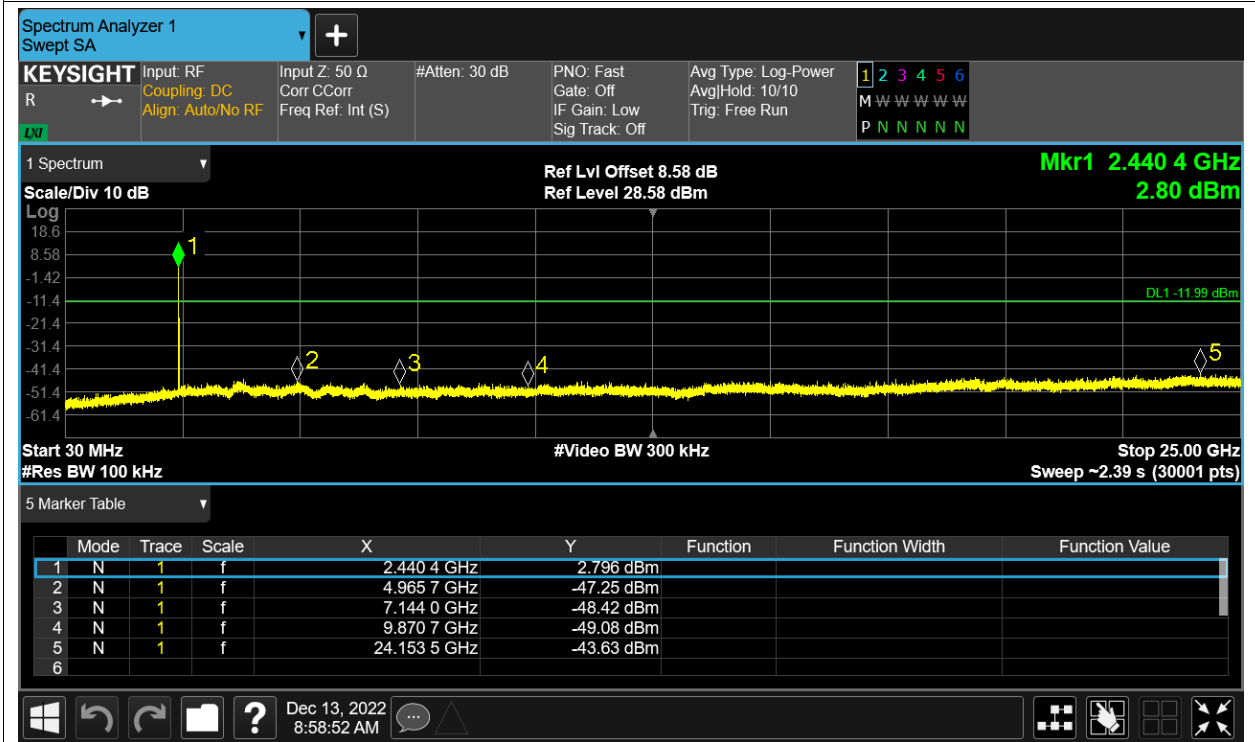 Spectrum Analyzer 1
Swept SA
+
KEYSIGHT
R
LXI
Input: RF
Coupling: DC
Align: Auto/No RF
Input Z: 50 Ω
Corr CCorr
Freq Ref: Int (S)
#Atten: 30 dB
PNO: Fast
Gate: Off
IF Gain: Low
Sig Track: Off
Avg Type: Log-Power
Avg|Hold: 10/10
Trig: Free Run
1 2 3 4 5 6
M W W W W W
P N N N N N
1 Spectrum
Scale/Div 10 dB
Ref Lvl Offset 8.58 dB
Ref Level 28.58 dBm
Mkr1 2.440 4 GHz
2.80 dBm
Log
18.6
8.58
-1.42
-11.4
-21.4
-31.4
-41.4
-51.4
-61.4
1
2
3
4
5
DL1 -11.99 dBm
Start 30 MHz
#Res BW 100 kHz
#Video BW 300 kHz
Stop 25.00 GHz
Sweep ~2.39 s (30001 pts)
5 Marker Table
Mode Trace Scale X Y Function Function Width Function Value
1 N 1 f 2.440 4 GHz 2.796 dBm
2 N 1 f 4.965 7 GHz -47.25 dBm
3 N 1 f 7.144 0 GHz -48.42 dBm
4 N 1 f 9.870 7 GHz -49.08 dBm
5 N 1 f 24.153 5 GHz -43.63 dBm
6
?
Dec 13, 2022
8:58:52 AM